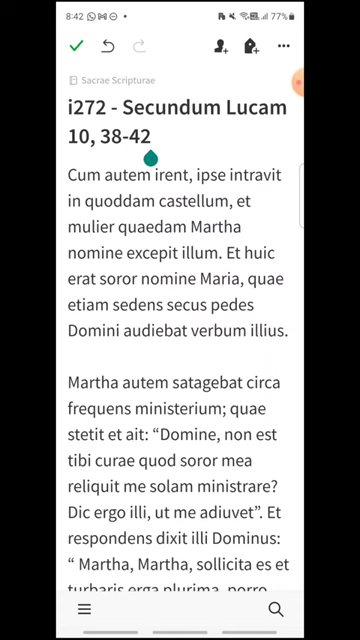 8:42
77%
Sacrae Scripturae
i272 - Secundum Lucam
10, 38-42
Cum autem irent, ipse intravit
in quoddam castellum, et
mulier quaedam Martha
nomine excepit illum. Et huic
erat soror nomine Maria, quae
etiam sedens secus pedes
Domini audiebat verbum illius.
Martha autem satagebat circa
frequens ministerium; quae
stetit et ait: “Domine, non est
tibi curae quod soror mea
reliquit me solam ministrare?
Dic ergo illi, ut me adiuvet”. Et
respondens dixit illi Dominus:
“ Martha, Martha, sollicita es et
turbaris erga plurima, porro